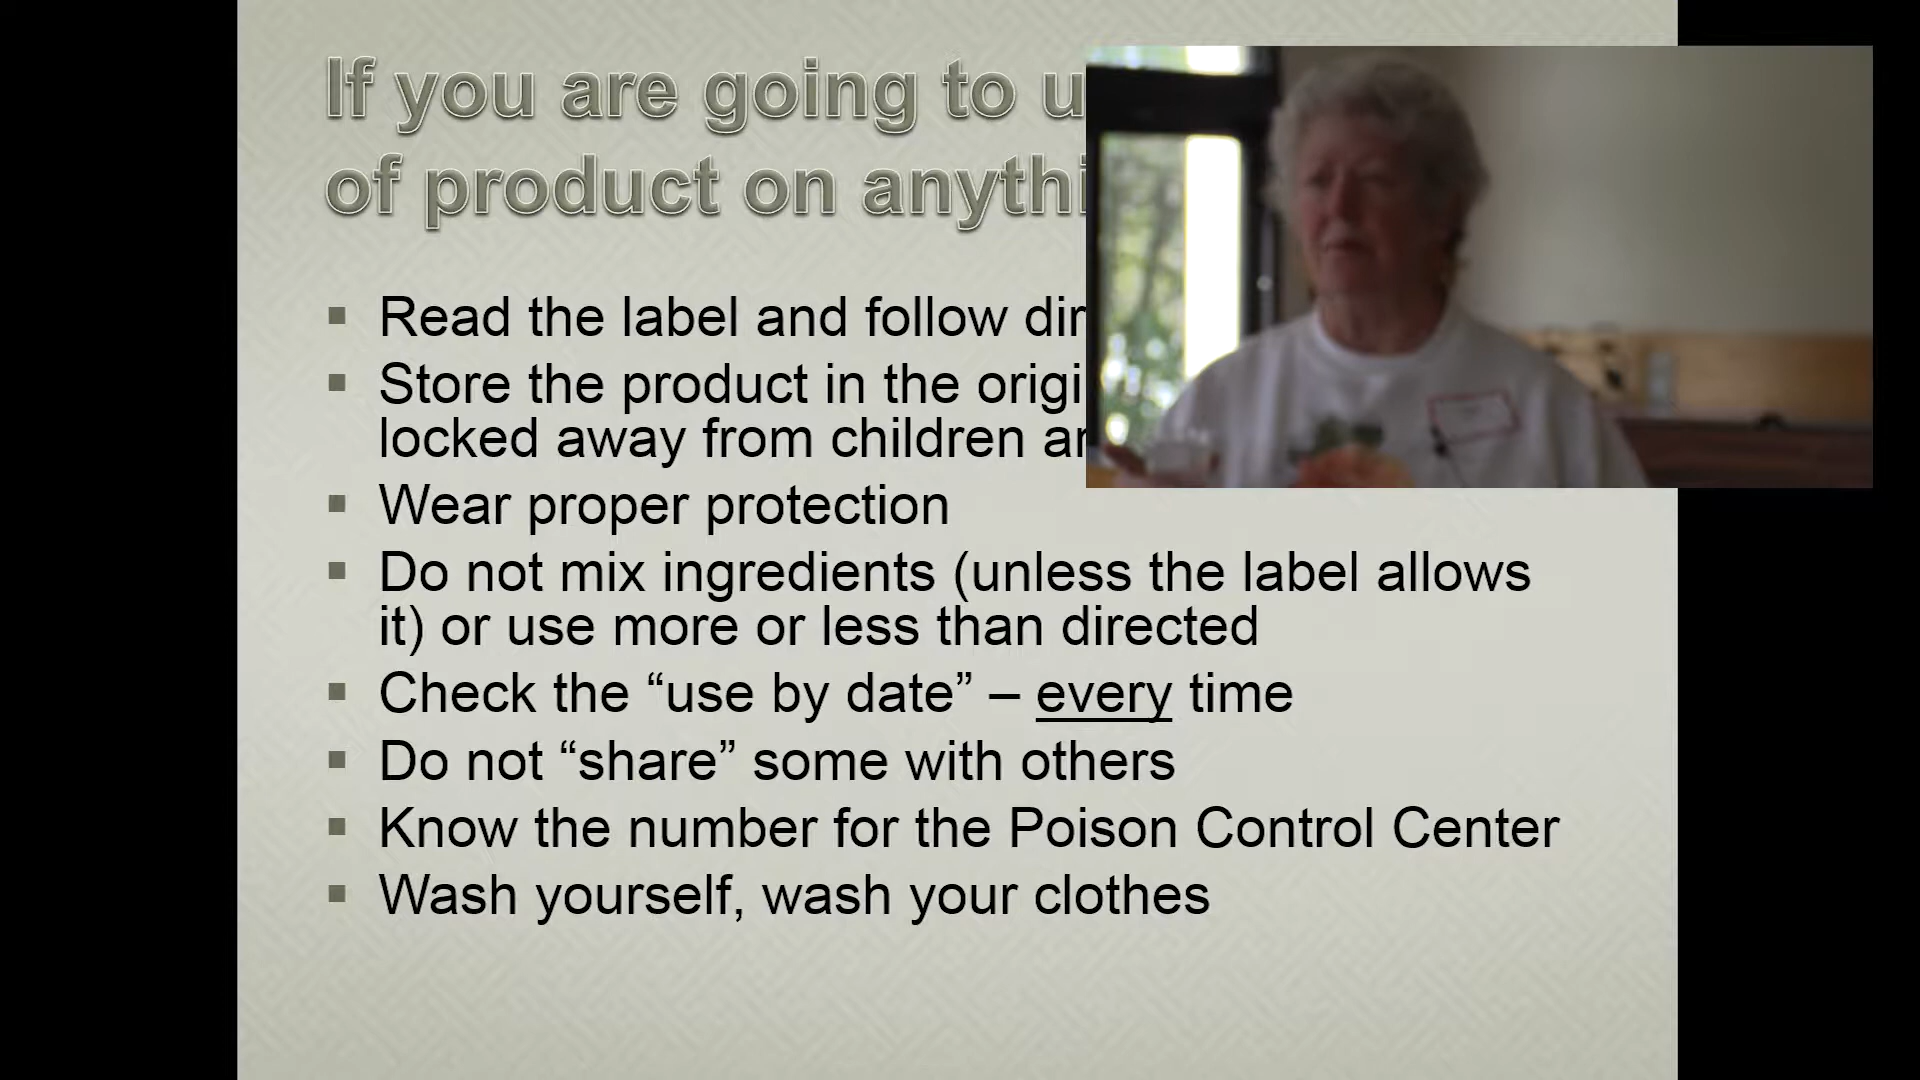 If you are going to u
of product on anythi
Read the label and follow dir
Store the product in the origi
locked away from children ar
Wear proper protection
Do not mix ingredients (unless the label allows
it) or use more or less than directed
Check the “use by date” – every time
Do not “share” some with others
Know the number for the Poison Control Center
Wash yourself, wash your clothes